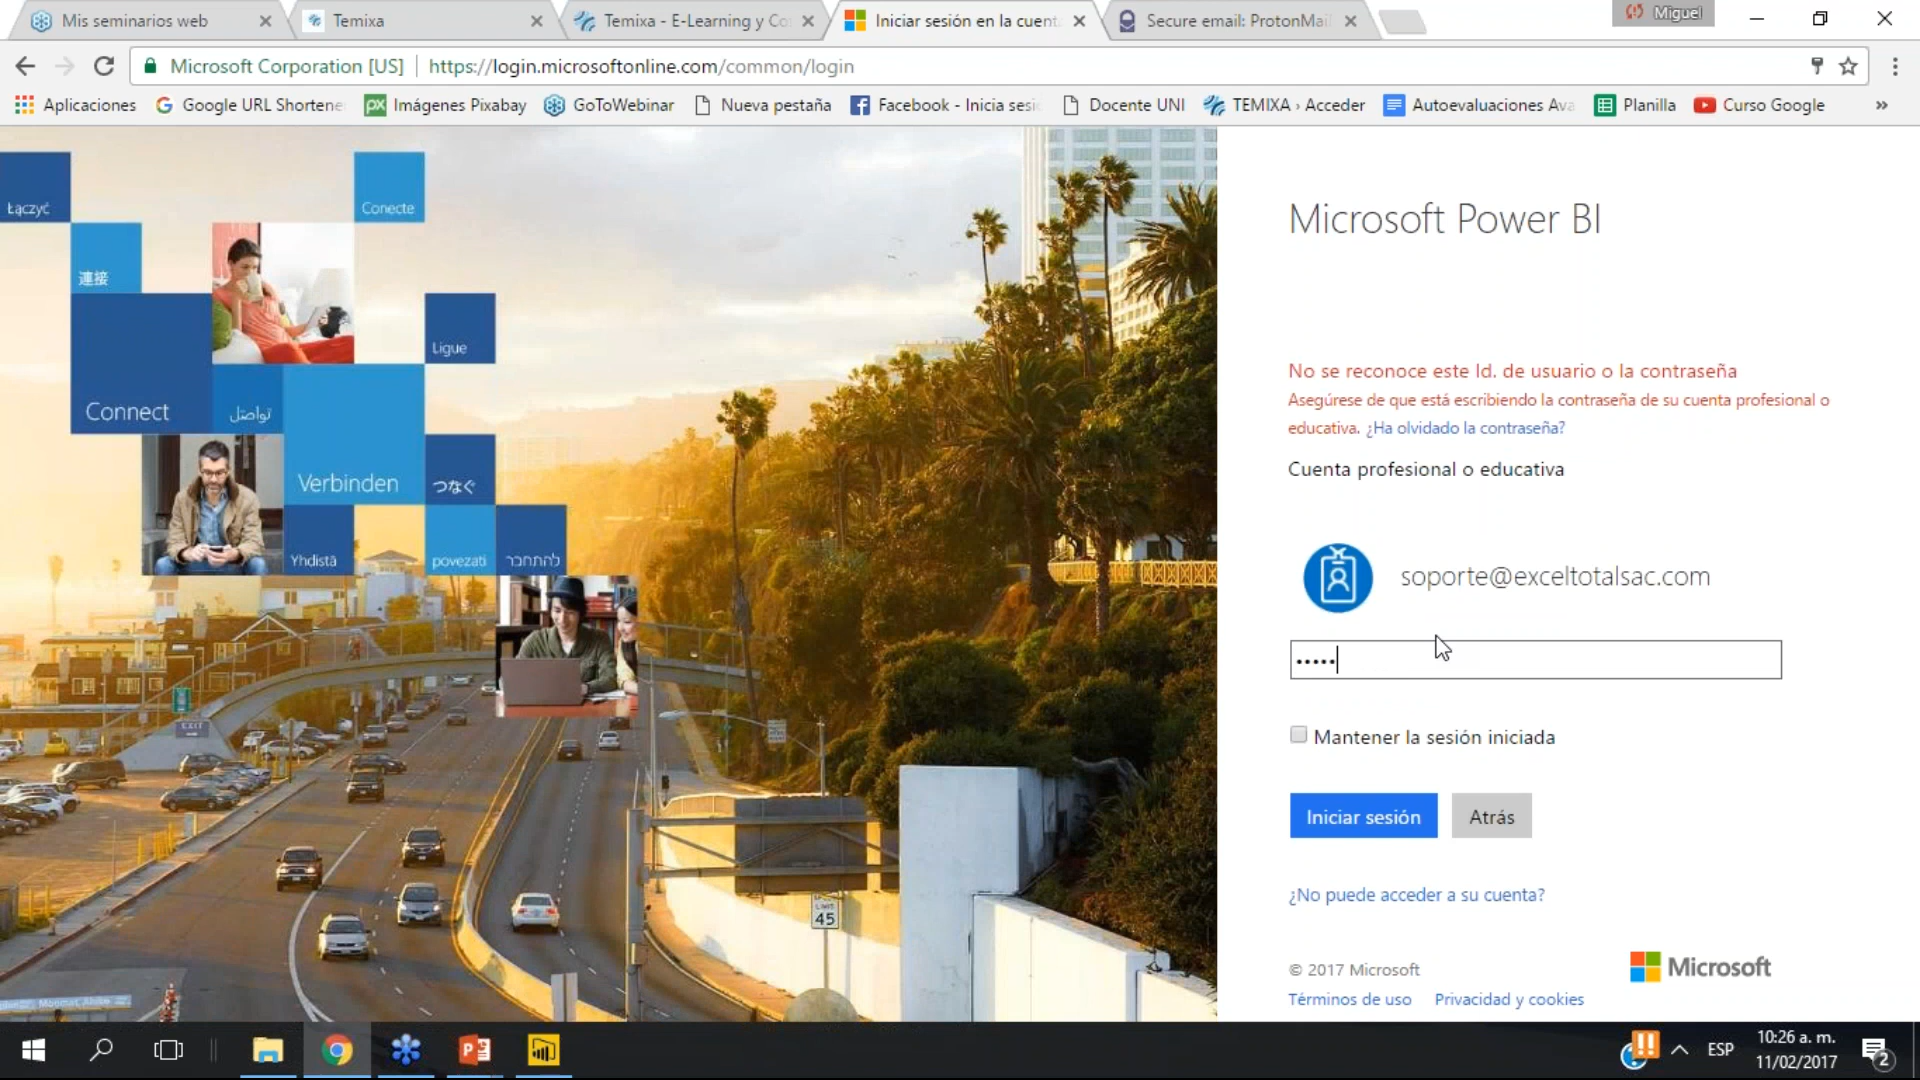 Mis seminarios web
Temixa
Temixa - E-Learning y Co
Iniciar sesión en la cuent
Secure email: ProtonMai
Miguel
Microsoft Corporation [US]
https://login.microsoftonline.com/common/login
Aplicaciones
Google URL Shortene
Imágenes Pixabay
GoToWebinar
Nueva pestaña
Facebook - Inicia sesi
Docente UNI
TEMIXA › Acceder
Autoevaluaciones Ava
Planilla
Curso Google
»
Łączyć
Conecte
連接
Ligue
Connect
تواصَل
Verbinden
つなぐ
Yhdistä
povezati
להתחבר
EXIT
45
Microsoft Power BI
No se reconoce este Id. de usuario o la contraseña
Asegúrese de que está escribiendo la contraseña de su cuenta profesional o
educativa. ¿Ha olvidado la contraseña?
Cuenta profesional o educativa
soporte@exceltotalsac.com
•••••
Mantener la sesión iniciada
Iniciar sesión
Atrás
¿No puede acceder a su cuenta?
© 2017 Microsoft
Microsoft
Términos de uso
Privacidad y cookies
ESP
10:26 a. m.
11/02/2017
2